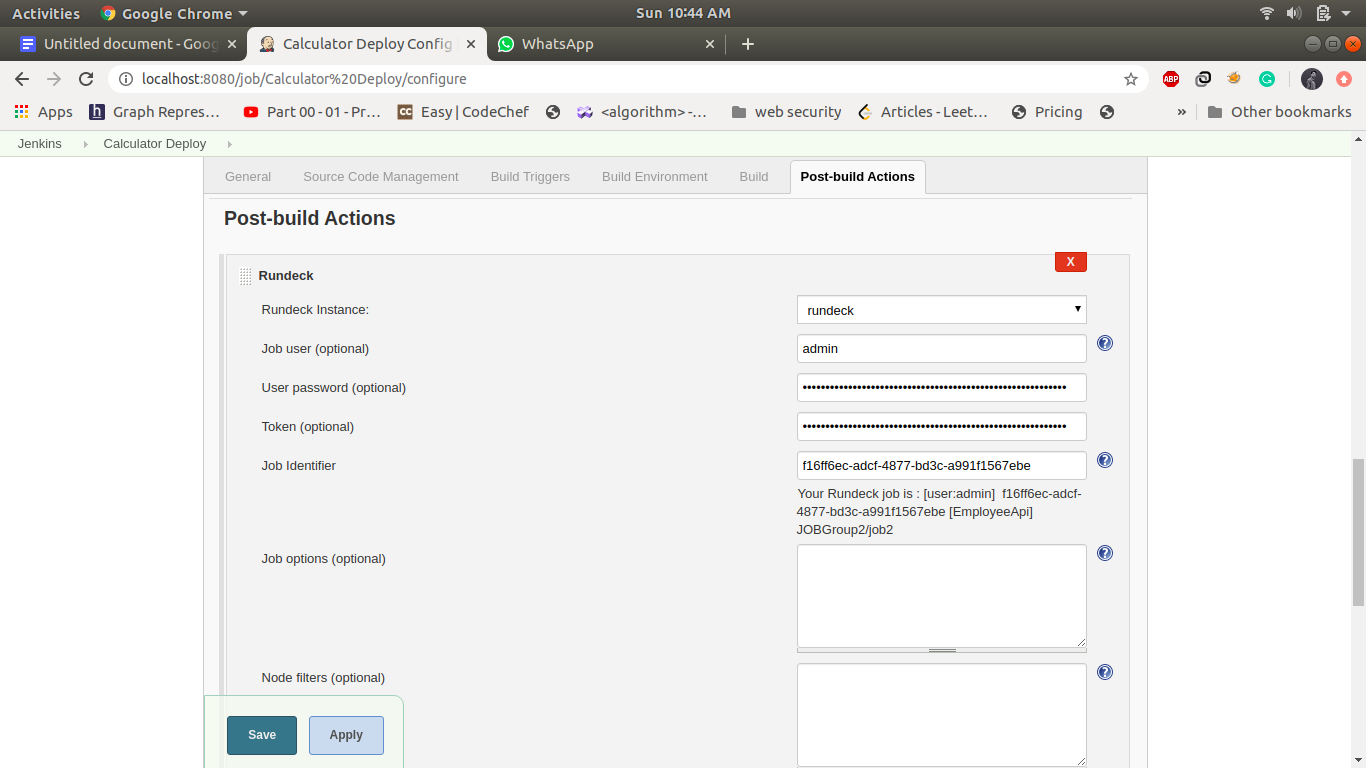 Activities Google Chrome Sun 10:44 AM
Untitled document - Goog Calculator Deploy Config WhatsApp
localhost:8080/job/Calculator%20Deploy/configure ABP
Apps h Graph Repres… Part 00 - 01 - Pr… CC Easy | CodeChef <algorithm> -… web security Articles - Leet… Pricing » Other bookmarks
Jenkins Calculator Deploy
General Source Code Management Build Triggers Build Environment Build Post-build Actions
Post-build Actions
X
Rundeck
Rundeck Instance: rundeck
Job user (optional) admin
User password (optional) ••••••••••••••••••••••••••••••••••••••••••••••••••••••••••
Token (optional) ••••••••••••••••••••••••••••••••••••••••••••••••••••••••••
Job Identifier f16ff6ec-adcf-4877-bd3c-a991f1567ebe
Your Rundeck job is : [user:admin] f16ff6ec-adcf-
4877-bd3c-a991f1567ebe [EmployeeApi]
JOBGroup2/job2
Job options (optional)
Node filters (optional)
Save Apply